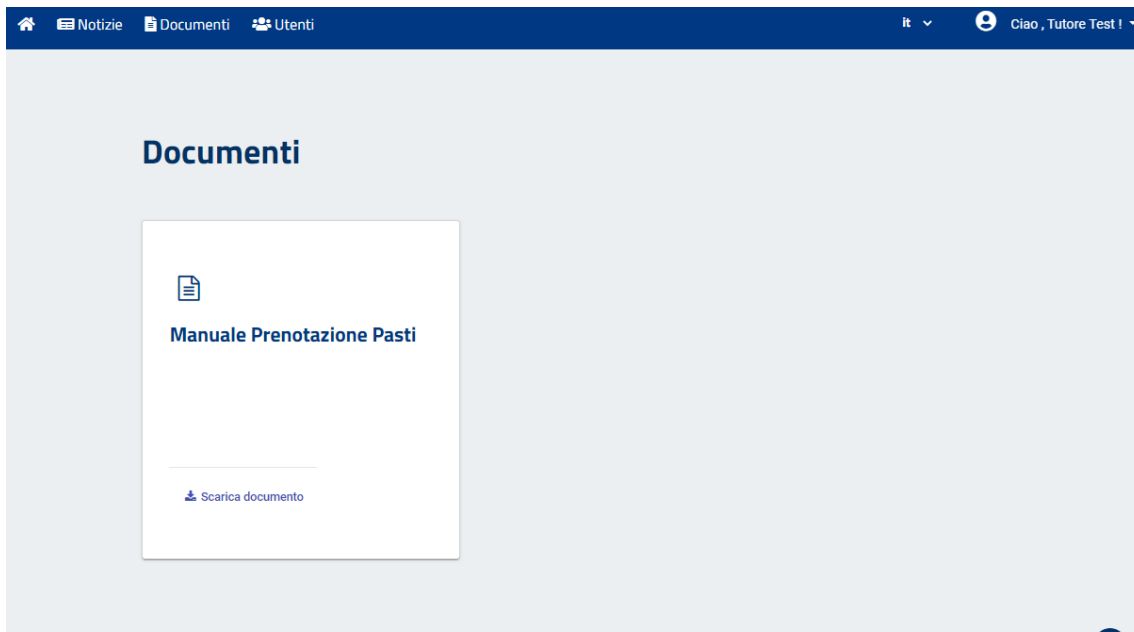 Notizie Documenti Utenti it Ciao , Tutore Test !
Documenti
Manuale Prenotazione Pasti
Scarica documento